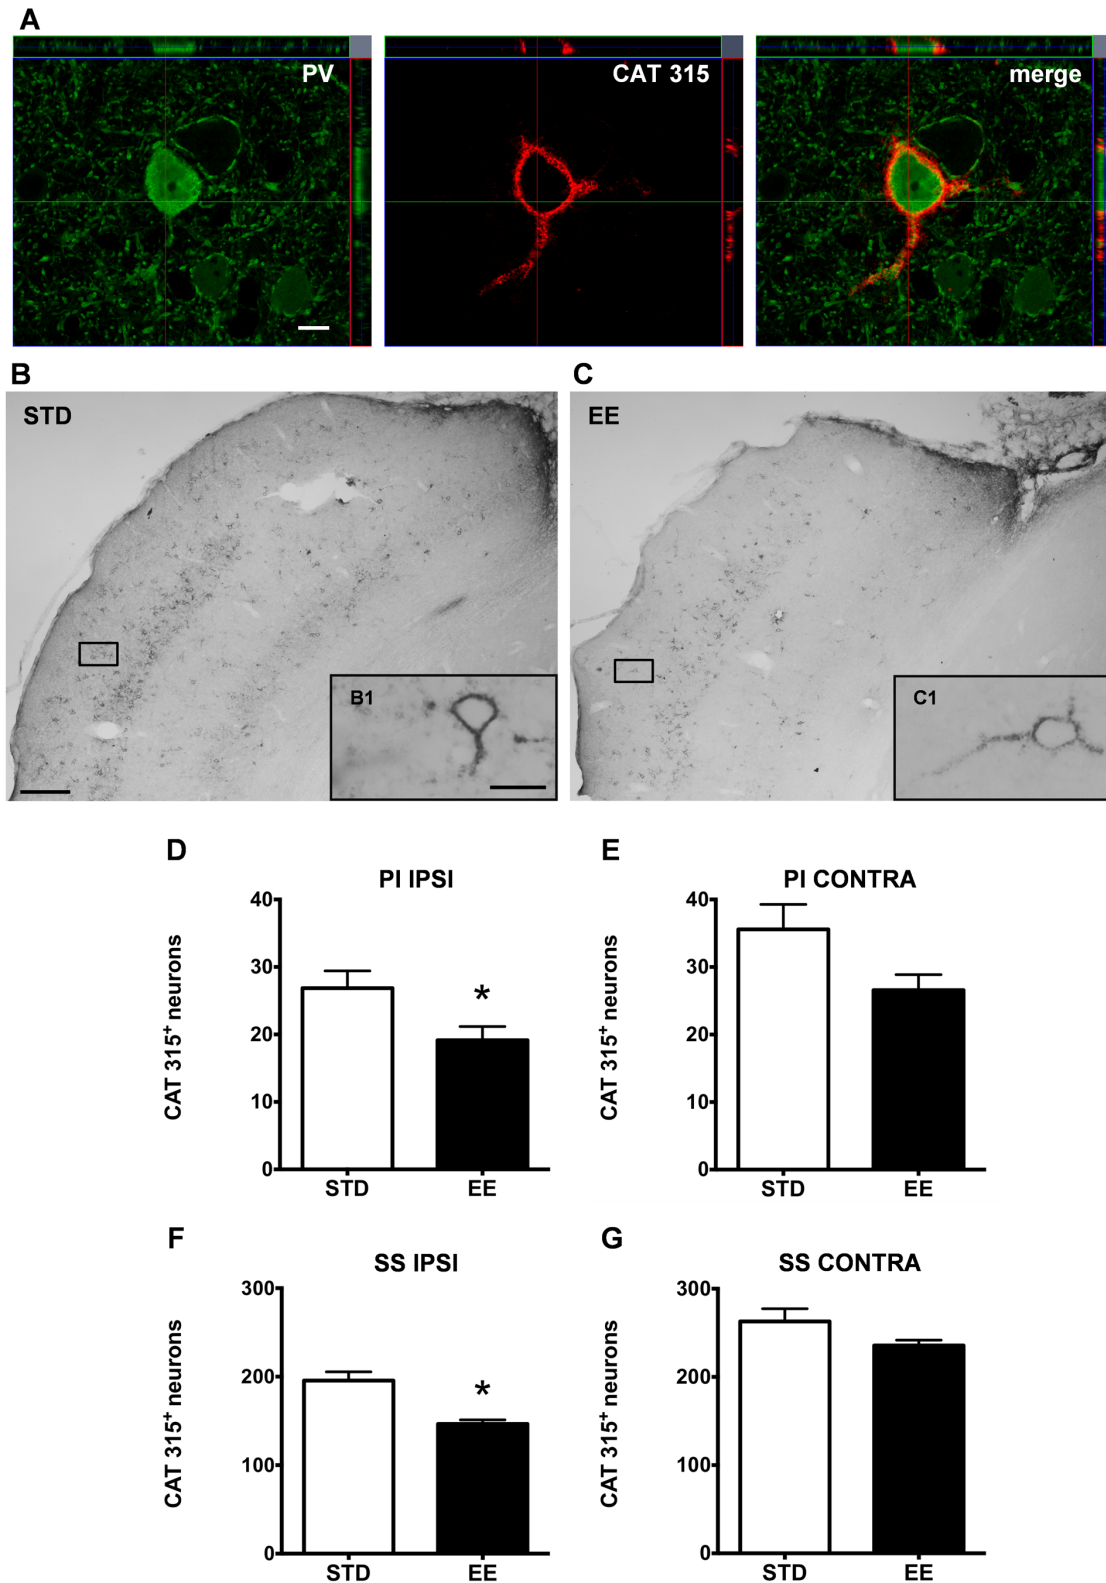 A
PV
CAT 315
merge
B
C
STD
EE
B1
C1
D
E
PI IPSI
PI CONTRA
CAT 315⁺ neurons
40
30
20
10
0
STD
EE
*
CAT 315⁺ neurons
40
30
20
10
0
STD
EE
F
G
SS IPSI
SS CONTRA
CAT 315⁺ neurons
300
200
100
0
STD
EE
*
CAT 315⁺ neurons
300
200
100
0
STD
EE